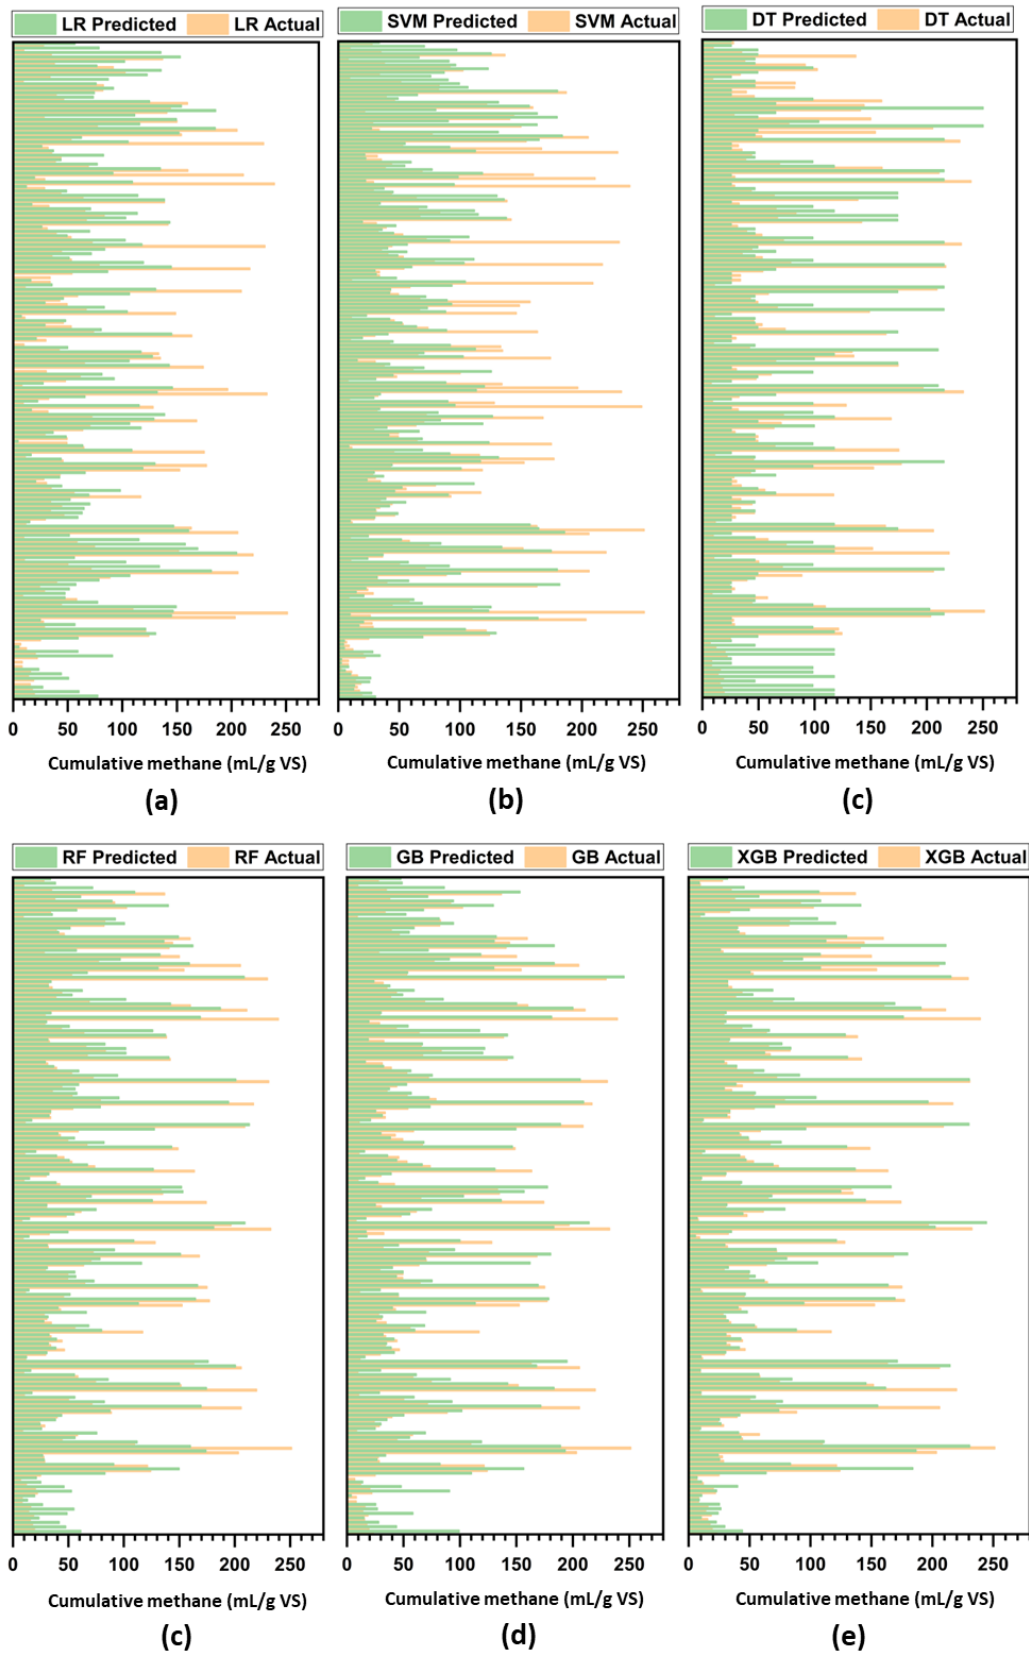 LR Predicted LR Actual
SVM Predicted SVM Actual
DT Predicted DT Actual
0 50 100 150 200 250
0 50 100 150 200 250
0 50 100 150 200 250
Cumulative methane (mL/g VS)
Cumulative methane (mL/g VS)
Cumulative methane (mL/g VS)
(a)
(b)
(c)
RF Predicted RF Actual
GB Predicted GB Actual
XGB Predicted XGB Actual
0 50 100 150 200 250
0 50 100 150 200 250
0 50 100 150 200 250
Cumulative methane (mL/g VS)
Cumulative methane (mL/g VS)
Cumulative methane (mL/g VS)
(c)
(d)
(e)